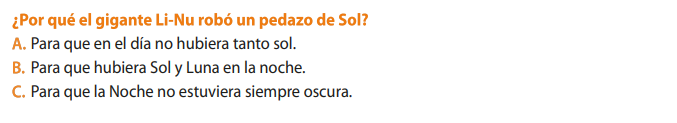 ¿Por qué el gigante Li-Nu robó un pedazo de Sol?
A. Para que en el día no hubiera tanto sol.
B. Para que hubiera Sol y Luna en la noche.
C. Para que la Noche no estuviera siempre oscura.